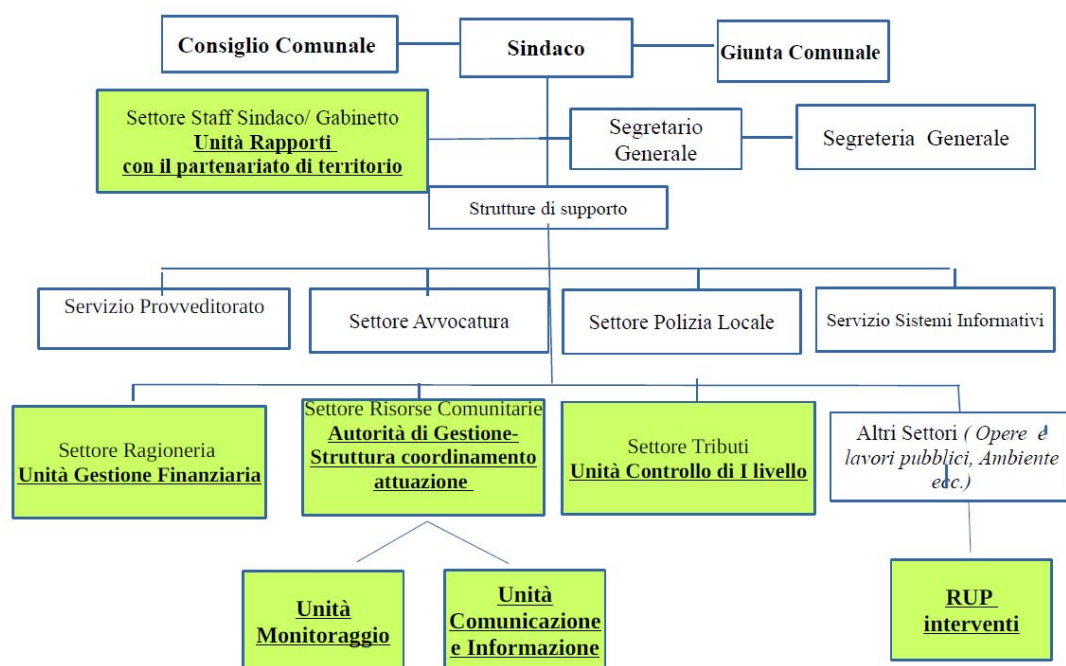 Consiglio Comunale
Sindaco
Giunta Comunale
Settore Staff Sindaco/ Gabinetto
Unità Rapporti
con il partenariato di territorio
Segretario
Generale
Segreteria Generale
Strutture di supporto
Servizio Provveditorato
Settore Avvocatura
Settore Polizia Locale
Servizio Sistemi Informativi
Settore Ragioneria
Unità Gestione Finanziaria
Settore Risorse Comunitarie
Autorità di Gestione-
Struttura coordinamento
attuazione
Settore Tributi
Unità Controllo di I livello
Altri Settori ( Opere e
lavori pubblici, Ambiente
ecc.)
Unità
Monitoraggio
Unità
Comunicazione
e Informazione
RUP
interventi